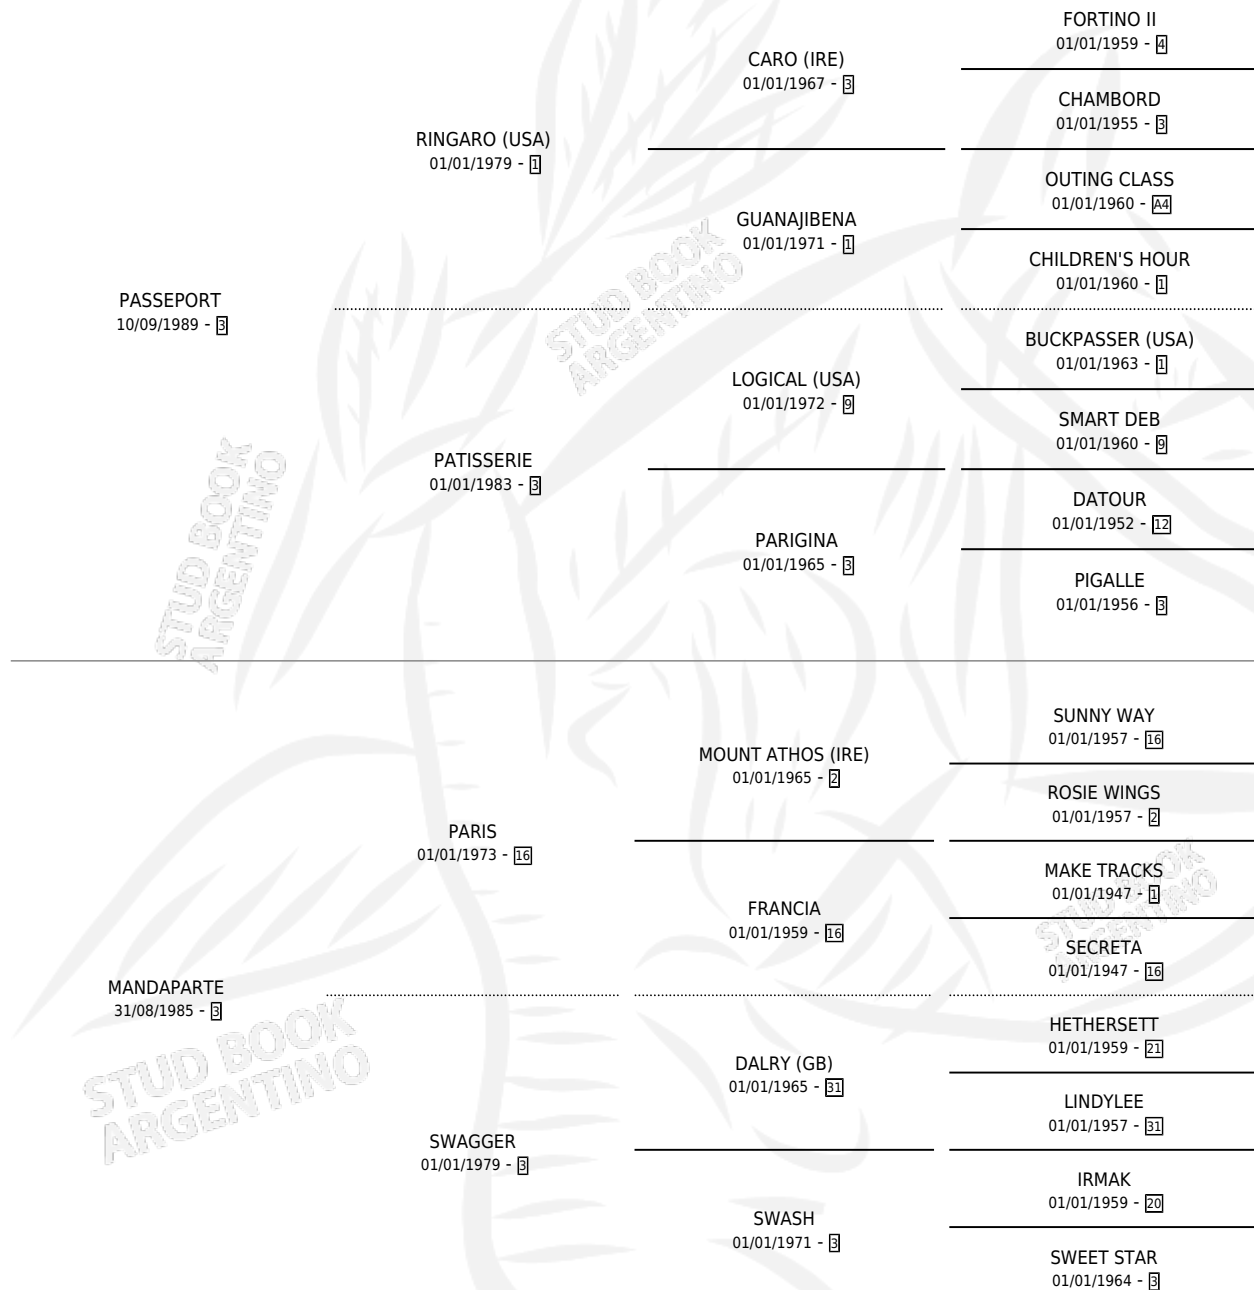 FORTINO II
01/01/1959 - 4
CARO (IRE)
01/01/1967 - 3
CHAMBORD
01/01/1955 - 3
RINGARO (USA)
01/01/1979 - 1
OUTING CLASS
01/01/1960 - A4
GUANAJIBENA
01/01/1971 - 1
CHILDREN'S HOUR
01/01/1960 - 1
PASSEPORT
10/09/1989 - 3
BUCKPASSER (USA)
01/01/1963 - 1
LOGICAL (USA)
01/01/1972 - 9
SMART DEB
01/01/1960 - 9
PATISSERIE
01/01/1983 - 3
DATOUR
01/01/1952 - 12
PARIGINA
01/01/1965 - 3
PIGALLE
01/01/1956 - 3
SUNNY WAY
01/01/1957 - 16
MOUNT ATHOS (IRE)
01/01/1965 - 2
ROSIE WINGS
01/01/1957 - 2
PARIS
01/01/1973 - 16
MAKE TRACKS
01/01/1947 - 1
FRANCIA
01/01/1959 - 16
SECRETA
01/01/1947 - 16
MANDAPARTE
31/08/1985 - 3
HETHERSETT
01/01/1959 - 21
DALRY (GB)
01/01/1965 - 31
LINDYLEE
01/01/1957 - 31
SWAGGER
01/01/1979 - 3
IRMAK
01/01/1959 - 20
SWASH
01/01/1971 - 3
SWEET STAR
01/01/1964 - 3
STUD BOOK
ARGENTINO
STUD BOOK
ARGENTINO
STUD BOOK
ARGENTINO
STUD BOOK
ARGENTINO